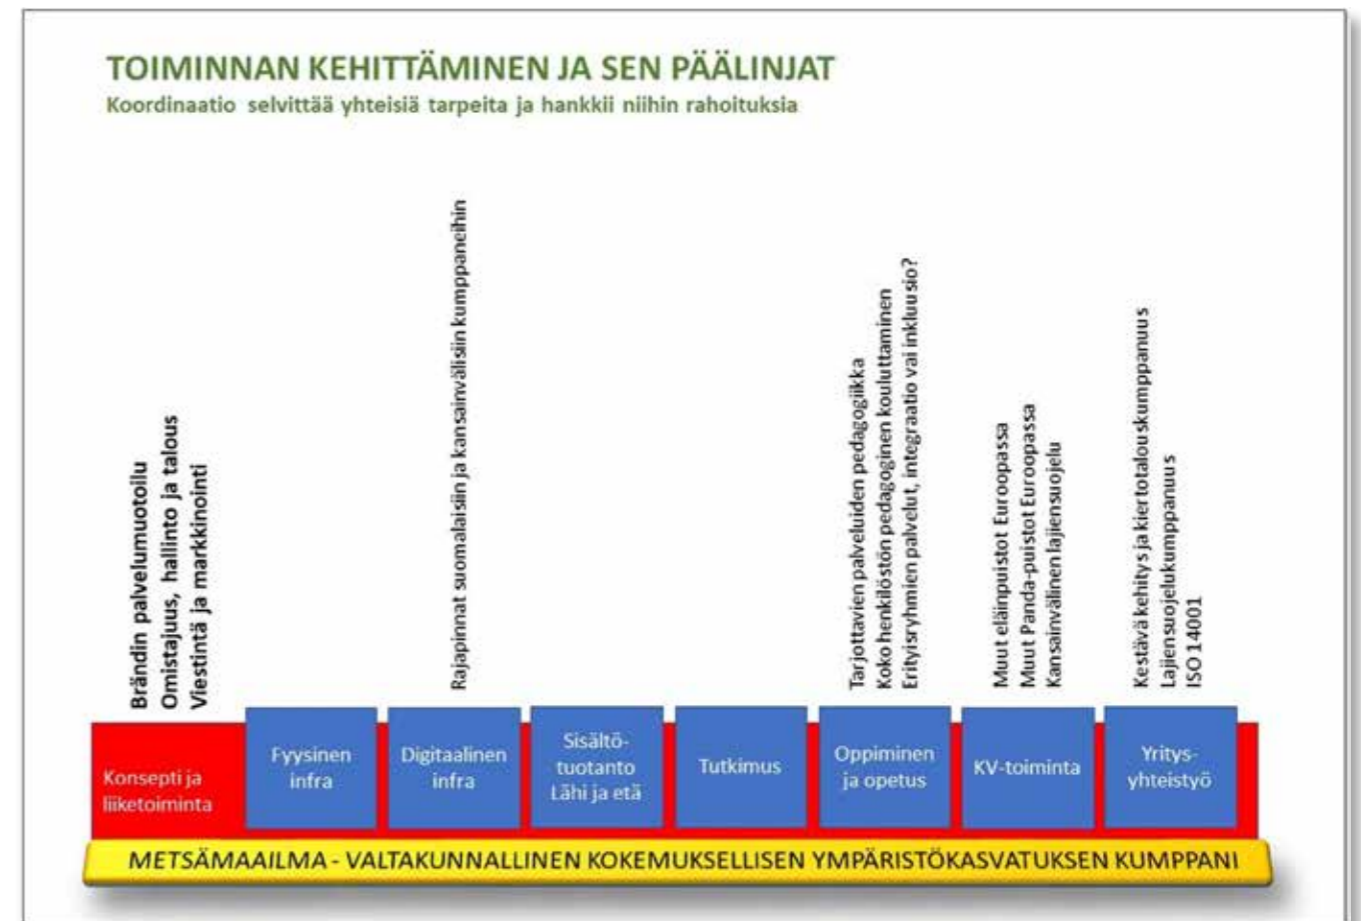 TOIMINNAN KEHITTÄMINEN JA SEN PÄÄLINJAT
Koordinaatio selvittää yhteisiä tarpeita ja hankkii niihin rahoituksia
Brändin palvelumuotoilu
Omistajuus, hallinto ja talous
Viestintä ja markkinointi
Rajapinnat suomalaisiin ja kansainvälisiin kumppaneihin
Tarjottavien palveluiden pedagogiikka
Koko henkilöstön pedagoginen kouluttaminen
Erityisryhmien palvelut, integraatio vai inkluusio?
Muut eläinpuistot Euroopassa
Muut Panda-puistot Euroopassa
Kansainvälinen lajiensuojelu
Kestävä kehitys ja kiertotalouskumppanuus
Lajiensuojelukumppanuus
ISO 14001
Konsepti ja
liiketoiminta
Fyysinen
infra
Digitaalinen
infra
Sisältö-
tuotanto
Lähi ja etä
Tutkimus
Oppiminen
ja opetus
KV-toiminta
Yritys-
yhteistyö
METSÄMAAILMA - VALTAKUNNALLINEN KOKEMUKSELLISEN YMPÄRISTÖKASVATUKSEN KUMPPANI